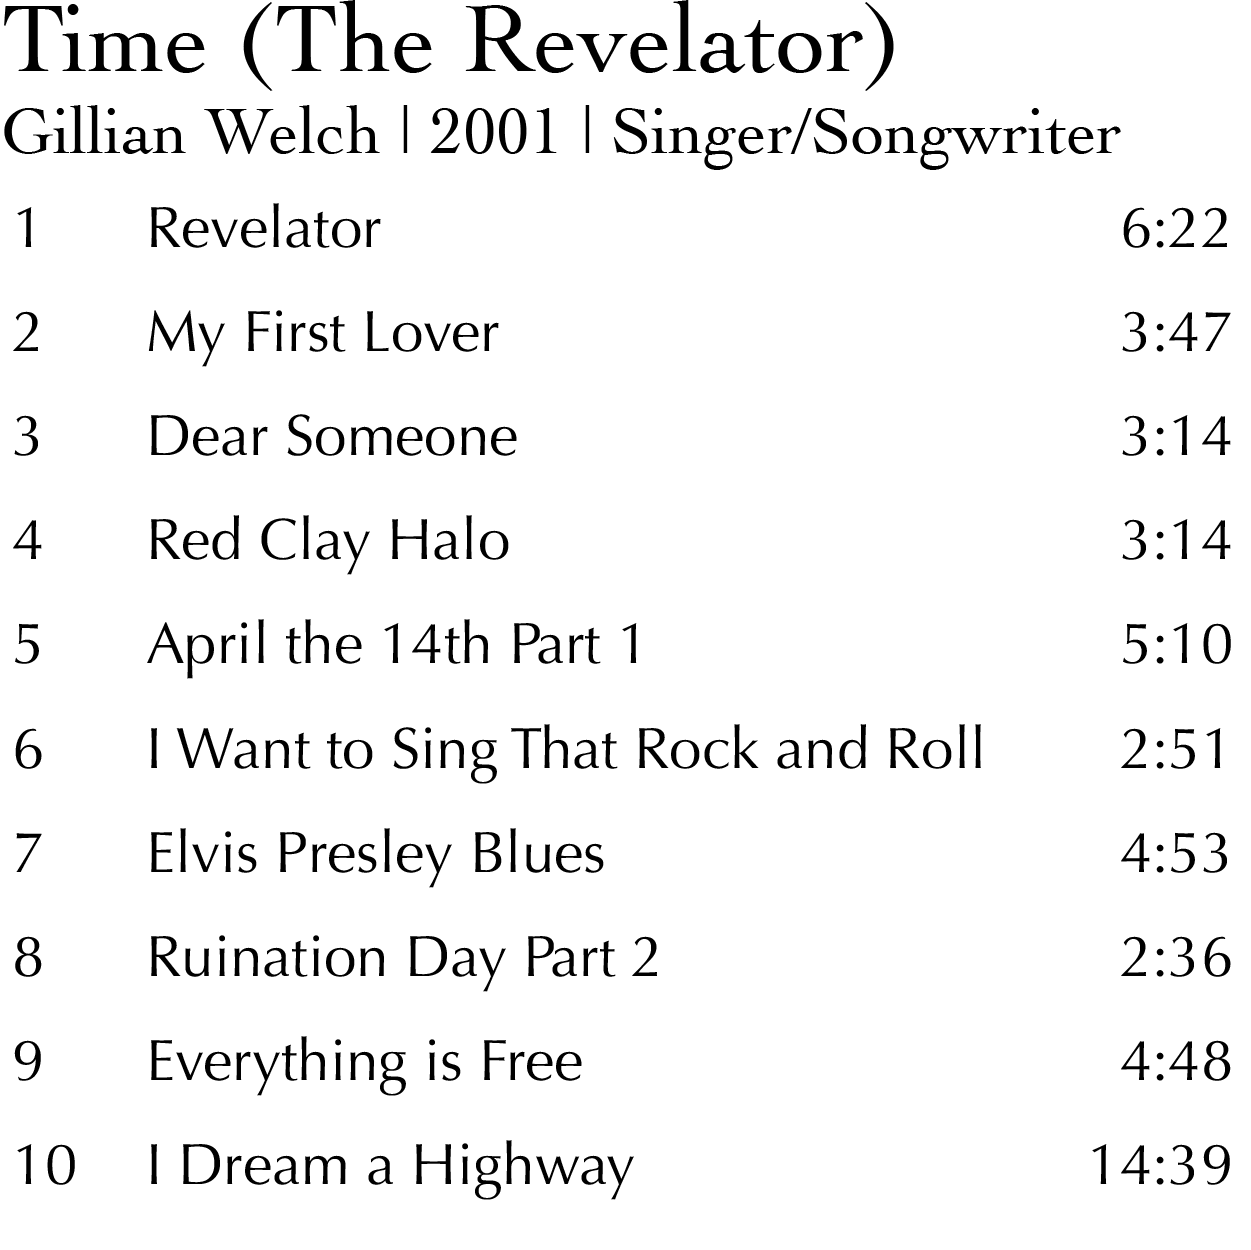 Time (The Revelator)
Gillian Welch | 2001 | Singer/Songwriter
1 Revelator 6:22
2 My First Lover 3:47
3 Dear Someone 3:14
4 Red Clay Halo 3:14
5 April the 14th Part 1 5:10
6 I Want to Sing That Rock and Roll 2:51
7 Elvis Presley Blues 4:53
8 Ruination Day Part 2 2:36
9 Everything is Free 4:48
10 I Dream a Highway 14:39